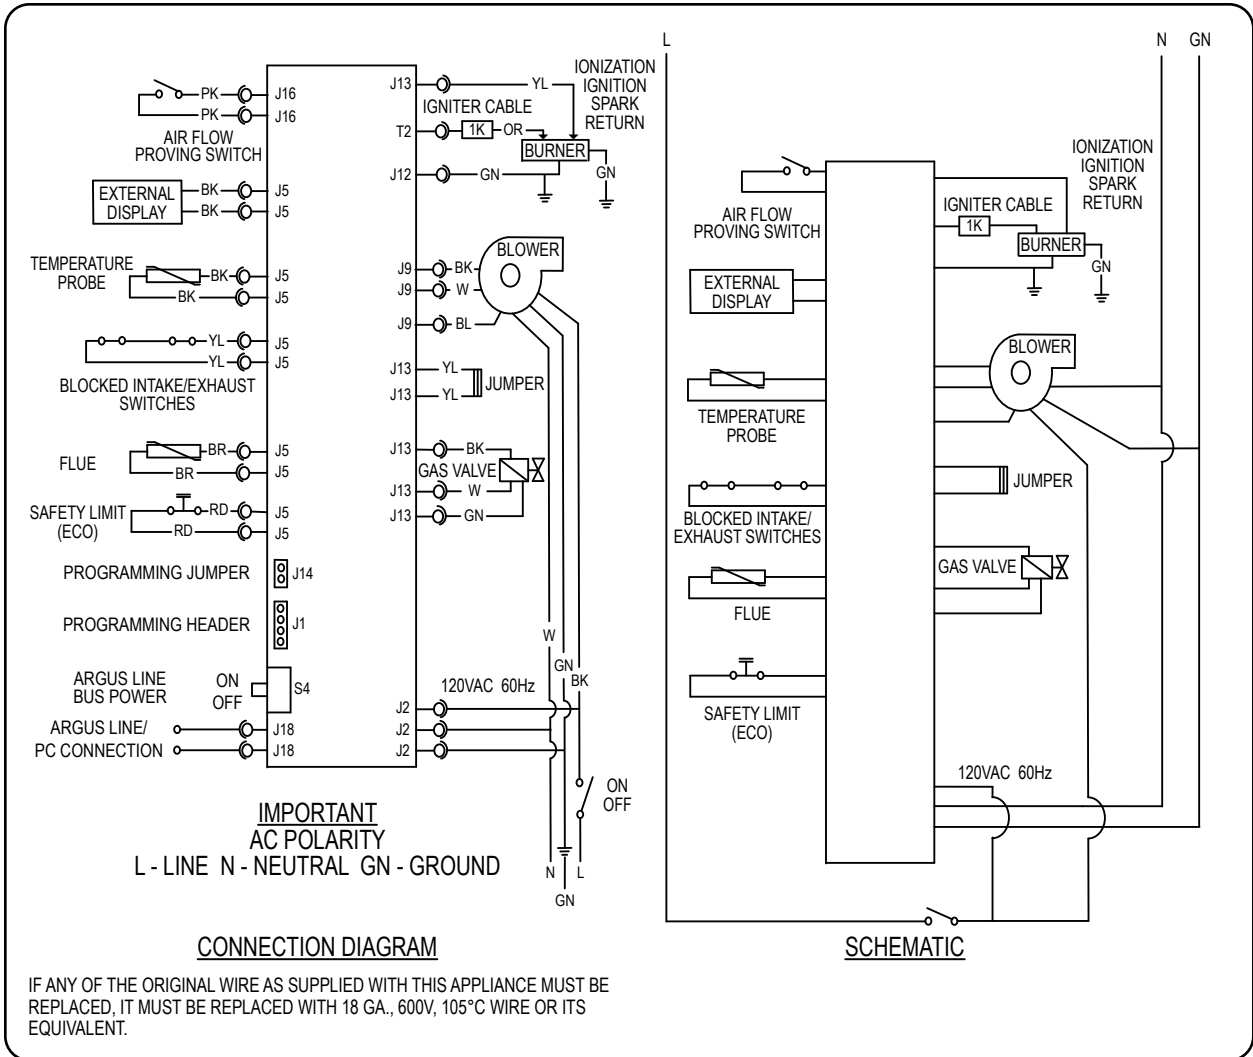 PK J16
PK J16
AIR FLOW
PROVING SWITCH
EXTERNAL
DISPLAY
BK J5
BK J5
TEMPERATURE
PROBE
BK J5
BK J5
YL J5
YL J5
BLOCKED INTAKE/EXHAUST
SWITCHES
FLUE
BR J5
BR J5
SAFETY LIMIT
(ECO)
RD J5
RD J5
PROGRAMMING JUMPER J14
PROGRAMMING HEADER J1
ARGUS LINE
BUS POWER
ON
OFF
S4
ARGUS LINE/
PC CONNECTION
J18
J18
J13 YL
IONIZATION
IGNITION
SPARK
RETURN
IGNITER CABLE
T2 1K OR
BURNER
J12 GN
GN
BLOWER
J9 BK
J9 W
J9 BL
J13 YL
J13 YL
JUMPER
J13 BK
GAS VALVE
J13 W
J13 GN
W
GN
BK
120VAC 60Hz
J2
J2
J2
ON
OFF
N L
GN
IMPORTANT
AC POLARITY
L - LINE N - NEUTRAL GN - GROUND
CONNECTION DIAGRAM
IF ANY OF THE ORIGINAL WIRE AS SUPPLIED WITH THIS APPLIANCE MUST BE
REPLACED, IT MUST BE REPLACED WITH 18 GA., 600V, 105°C WIRE OR ITS
EQUIVALENT.
L N GN
AIR FLOW
PROVING SWITCH
EXTERNAL
DISPLAY
TEMPERATURE
PROBE
BLOCKED INTAKE/
EXHAUST SWITCHES
FLUE
SAFETY LIMIT
(ECO)
IONIZATION
IGNITION
SPARK
RETURN
IGNITER CABLE
1K
BURNER
GN
BLOWER
JUMPER
GAS VALVE
120VAC 60Hz
SCHEMATIC